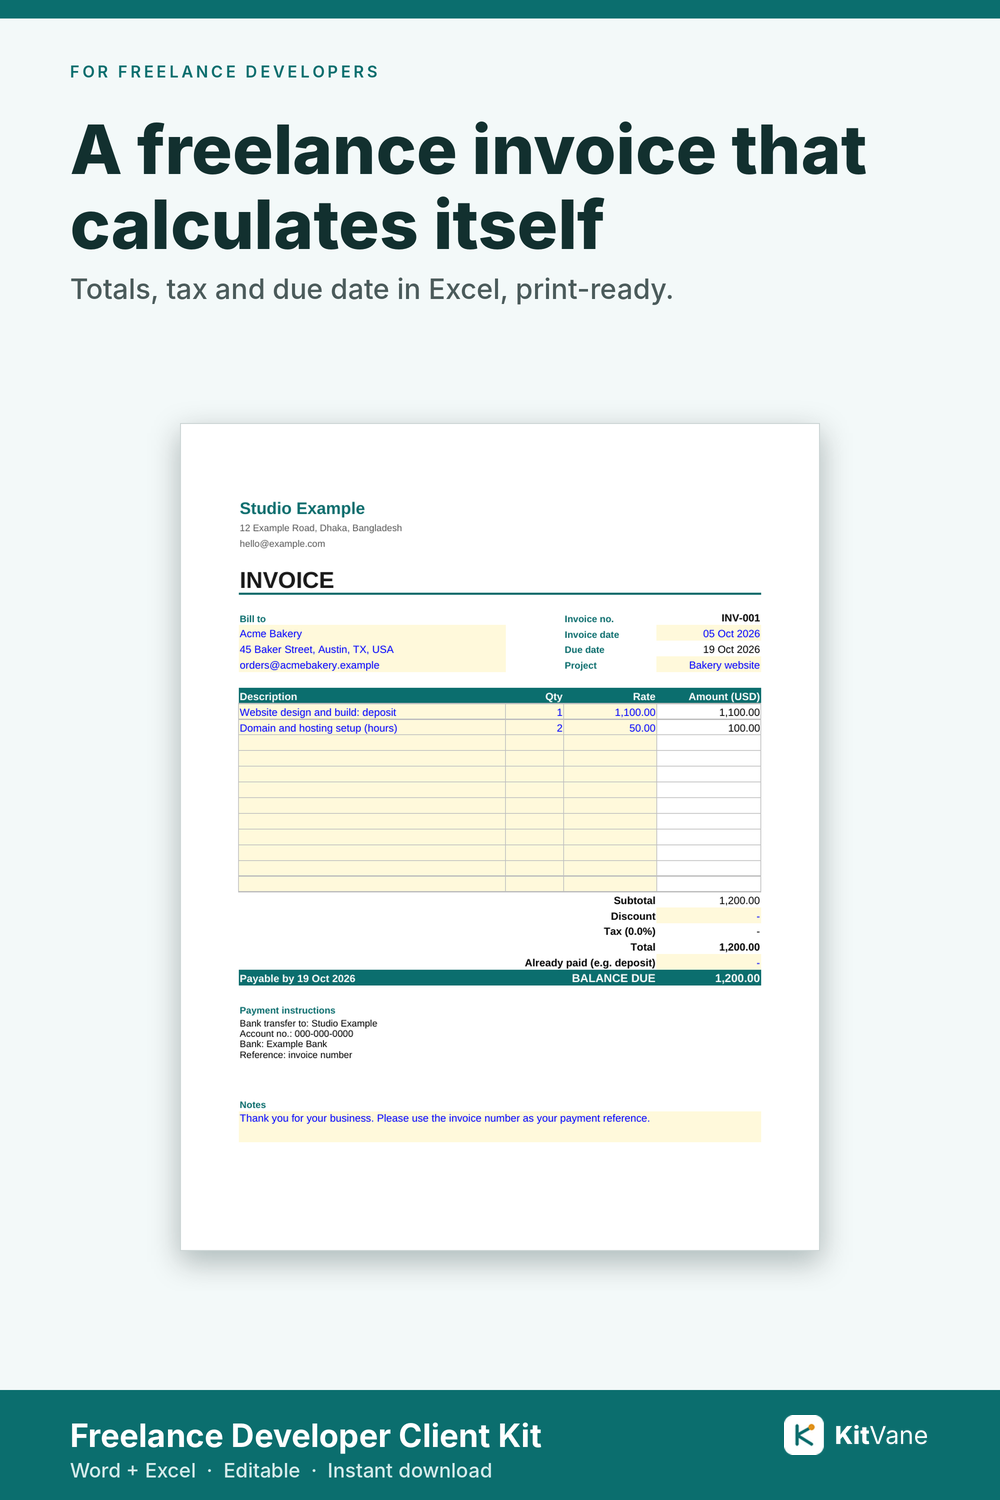 FOR FREELANCE DEVELOPERS
A freelance invoice that
calculates itself
Totals, tax and due date in Excel, print-ready.
Studio Example
12 Example Road, Dhaka, Bangladesh
hello@example.com
INVOICE
Bill to Invoice no. INV-001
Acme Bakery Invoice date 05 Oct 2026
45 Baker Street, Austin, TX, USA Due date 19 Oct 2026
orders@acmebakery.example Project Bakery website
Description Qty Rate Amount (USD)
Website design and build: deposit 1 1,100.00 1,100.00
Domain and hosting setup (hours) 2 50.00 100.00
Subtotal 1,200.00
Discount -
Tax (0.0%) -
Total 1,200.00
Already paid (e.g. deposit) -
Payable by 19 Oct 2026 BALANCE DUE 1,200.00
Payment instructions
Bank transfer to: Studio Example
Account no.: 000-000-0000
Bank: Example Bank
Reference: invoice number
Notes
Thank you for your business. Please use the invoice number as your payment reference.
Freelance Developer Client Kit
KitVane
Word + Excel · Editable · Instant download